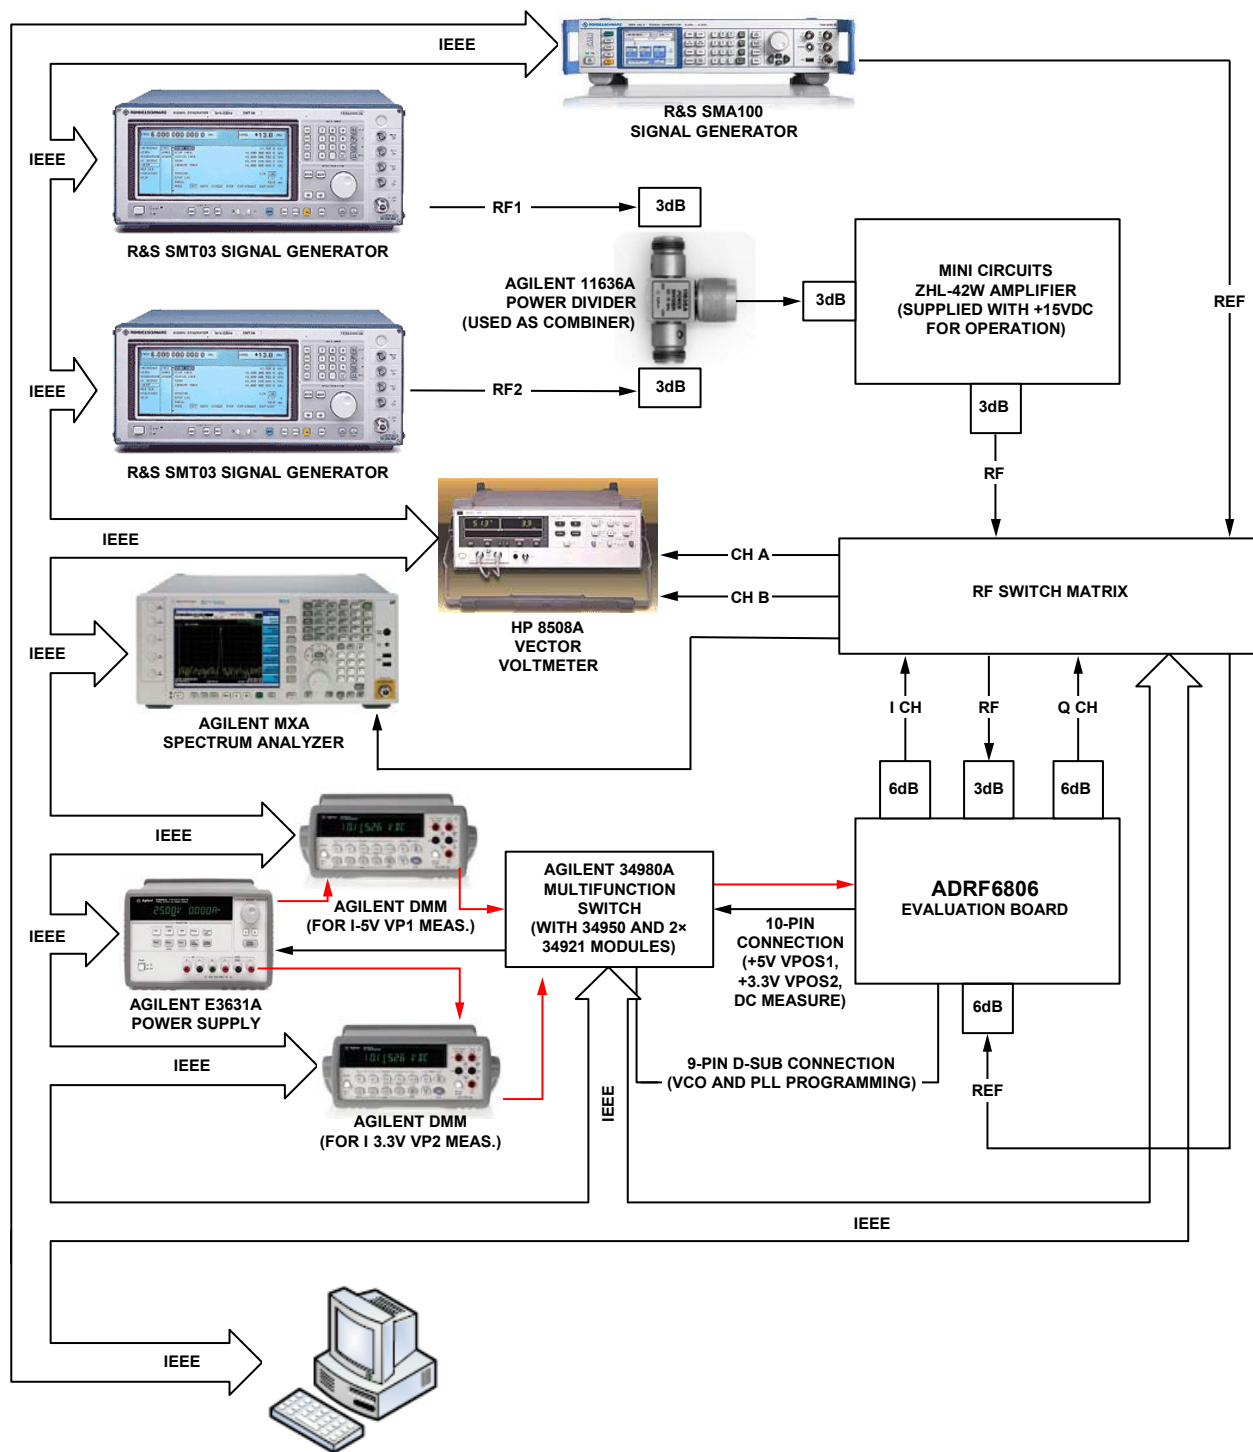 IEEE
R&S SMA100
SIGNAL GENERATOR
IEEE
R&S SMT03 SIGNAL GENERATOR
RF1
3dB
AGILENT 11636A
POWER DIVIDER
(USED AS COMBINER)
3dB
MINI CIRCUITS
ZHL-42W AMPLIFIER
(SUPPLIED WITH +15VDC
FOR OPERATION)
REF
IEEE
R&S SMT03 SIGNAL GENERATOR
RF2
3dB
3dB
RF
IEEE
HP 8508A
VECTOR
VOLTMETER
CH A
CH B
RF SWITCH MATRIX
IEEE
AGILENT MXA
SPECTRUM ANALYZER
I CH
RF
Q CH
6dB
3dB
6dB
IEEE
AGILENT DMM
(FOR I-5V VP1 MEAS.)
AGILENT 34980A
MULTIFUNCTION
SWITCH
(WITH 34950 AND 2×
34921 MODULES)
ADRF6806
EVALUATION BOARD
10-PIN
CONNECTION
(+5V VPOS1,
+3.3V VPOS2,
DC MEASURE)
IEEE
AGILENT E3631A
POWER SUPPLY
6dB
IEEE
AGILENT DMM
(FOR I 3.3V VP2 MEAS.)
9-PIN D-SUB CONNECTION
(VCO AND PLL PROGRAMMING)
REF
IEEE
IEEE
IEEE